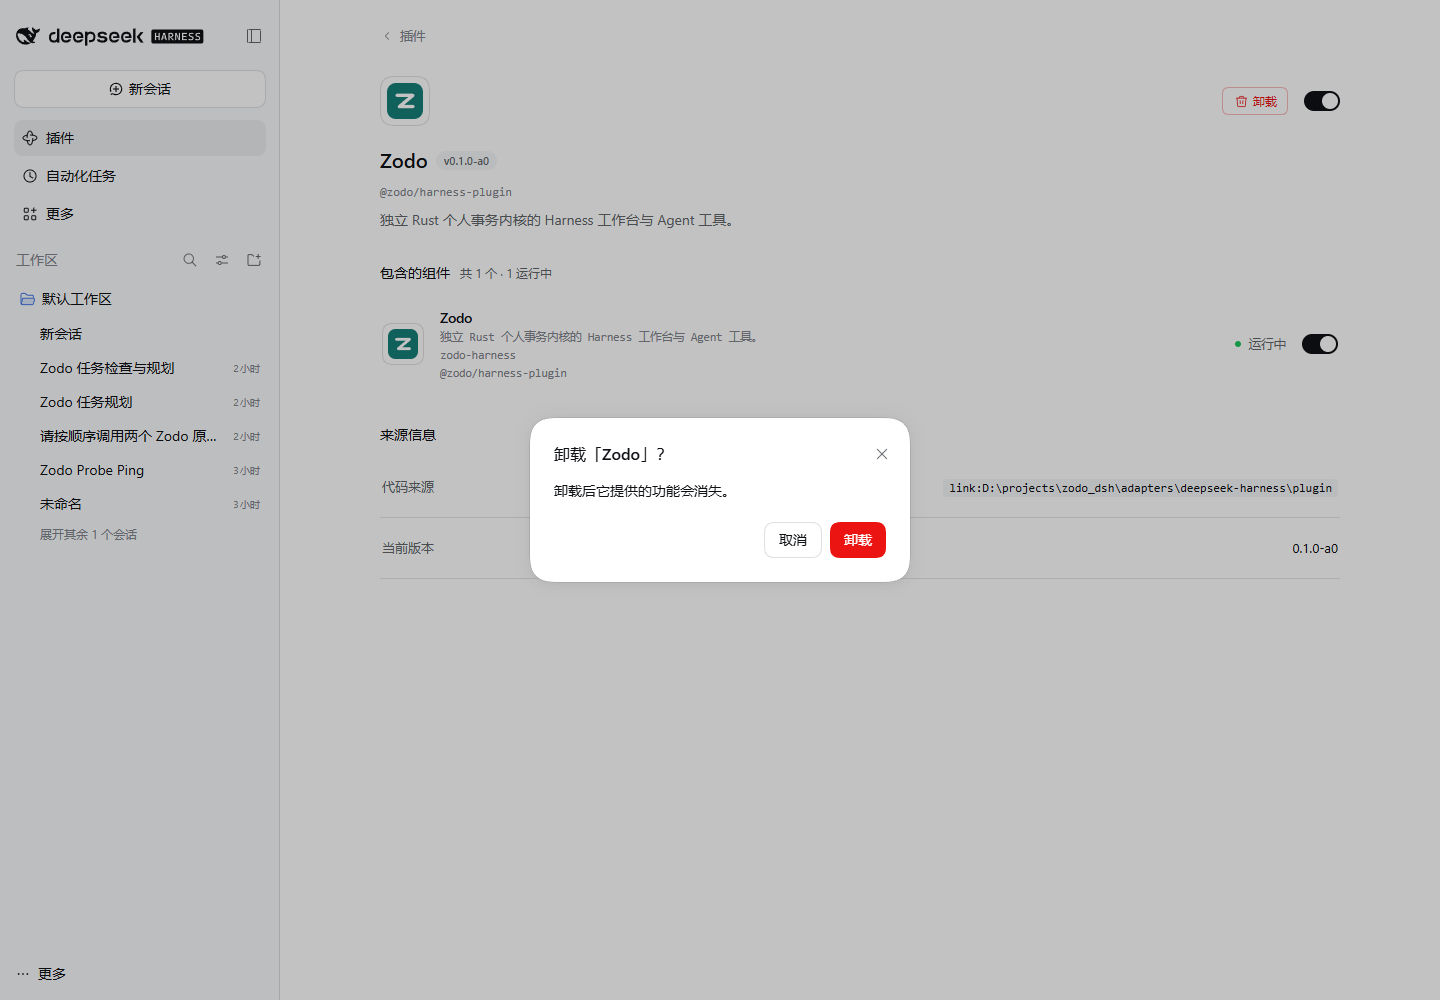 deepseek HARNESS
新会话
插件
自动化任务
更多
工作区
默认工作区
新会话
Zodo 任务检查与规划 2小时
Zodo 任务规划 2小时
请按顺序调用两个 Zodo 原... 2小时
Zodo Probe Ping 3小时
未命名 3小时
展开其余 1 个会话
更多
插件
卸载
Zodo v0.1.0-a0
@zodo/harness-plugin
独立 Rust 个人事务内核的 Harness 工作台与 Agent 工具。
包含的组件 共 1 个 · 1 运行中
Zodo
独立 Rust 个人事务内核的 Harness 工作台与 Agent 工具。
zodo-harness
@zodo/harness-plugin
运行中
来源信息
代码来源 link:D:\projects\zodo_dsh\adapters\deepseek-harness\plugin
当前版本 0.1.0-a0
卸载「Zodo」？
卸载后它提供的功能会消失。
取消 卸载